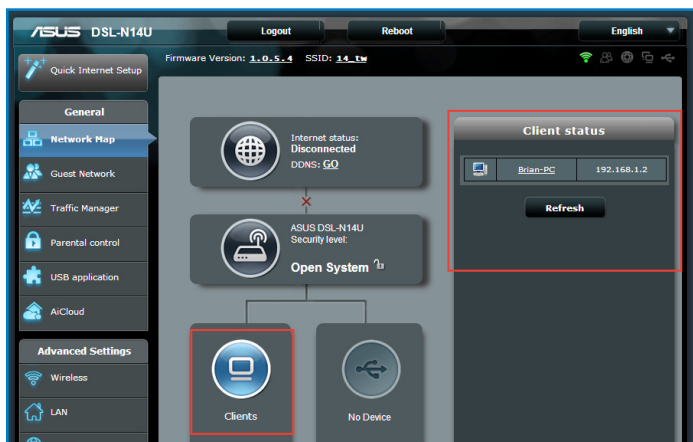 ASUS DSL-N14U
Logout
Reboot
English
Quick Internet Setup
Firmware Version: 1.0.5.4 SSID: 14_tw
General
Network Map
Guest Network
Traffic Manager
Parental control
USB application
AiCloud
Advanced Settings
Wireless
LAN
Internet status:
Disconnected
DDNS: GO
ASUS DSL-N14U
Security level:
Open System
Clients
No Device
Client status
Brian-PC 192.168.1.2
Refresh